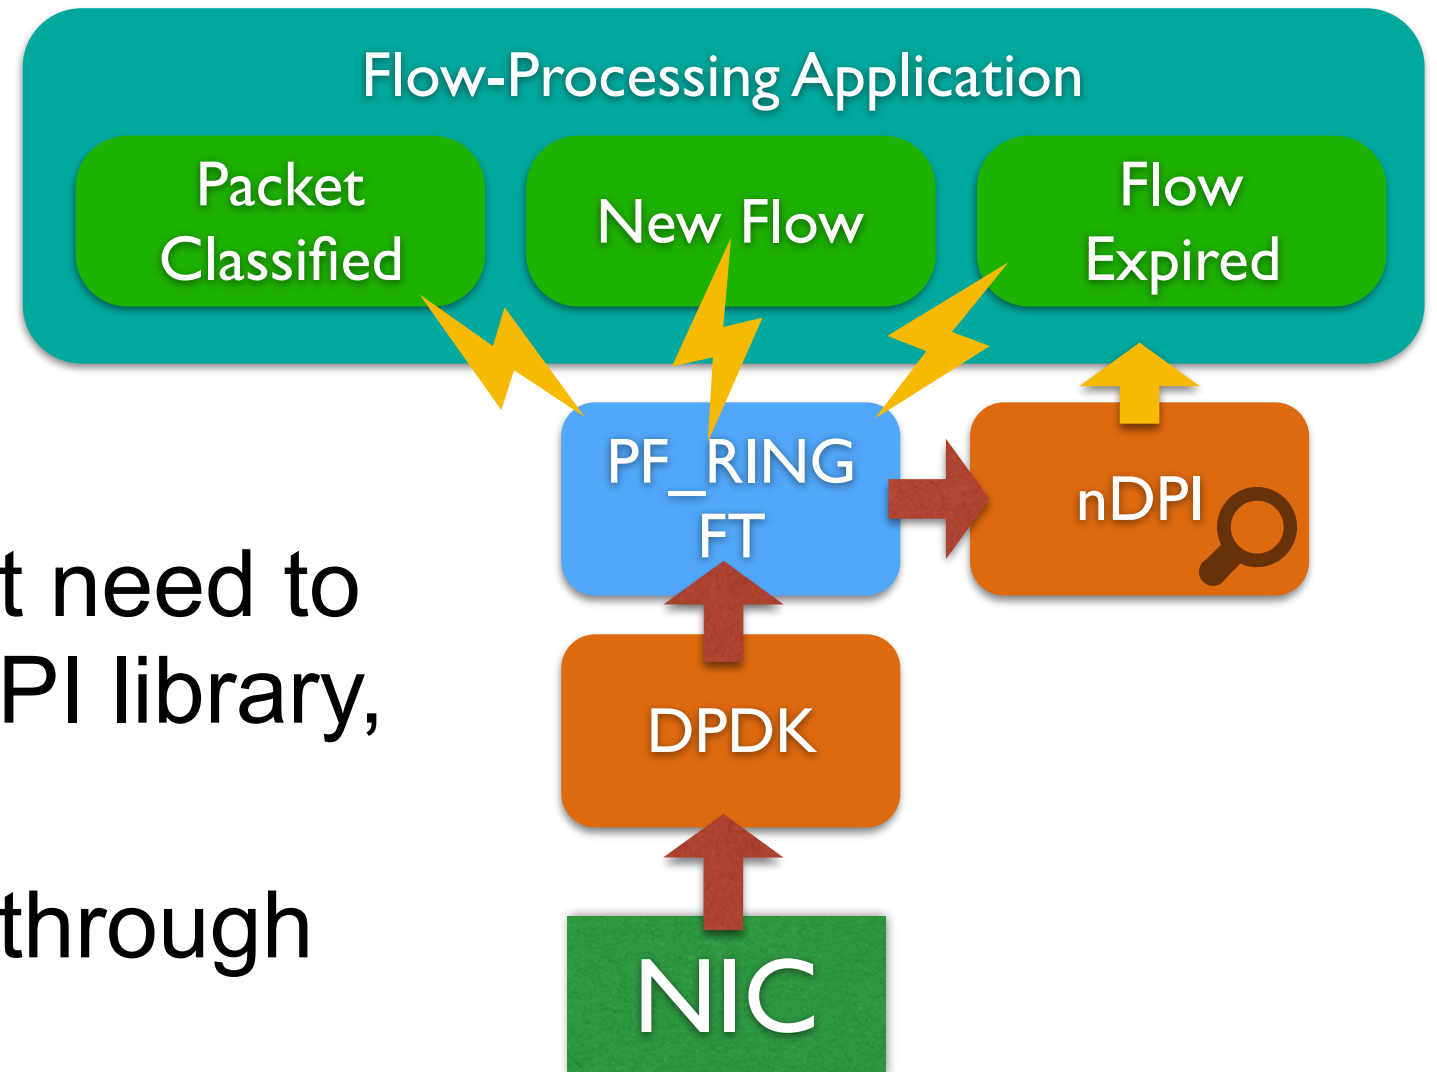 Flow-Processing Application
Packet
Classified
New Flow
Flow
Expired
PF_RING
FT
nDPI
t need to
PI library,
DPDK
through
NIC